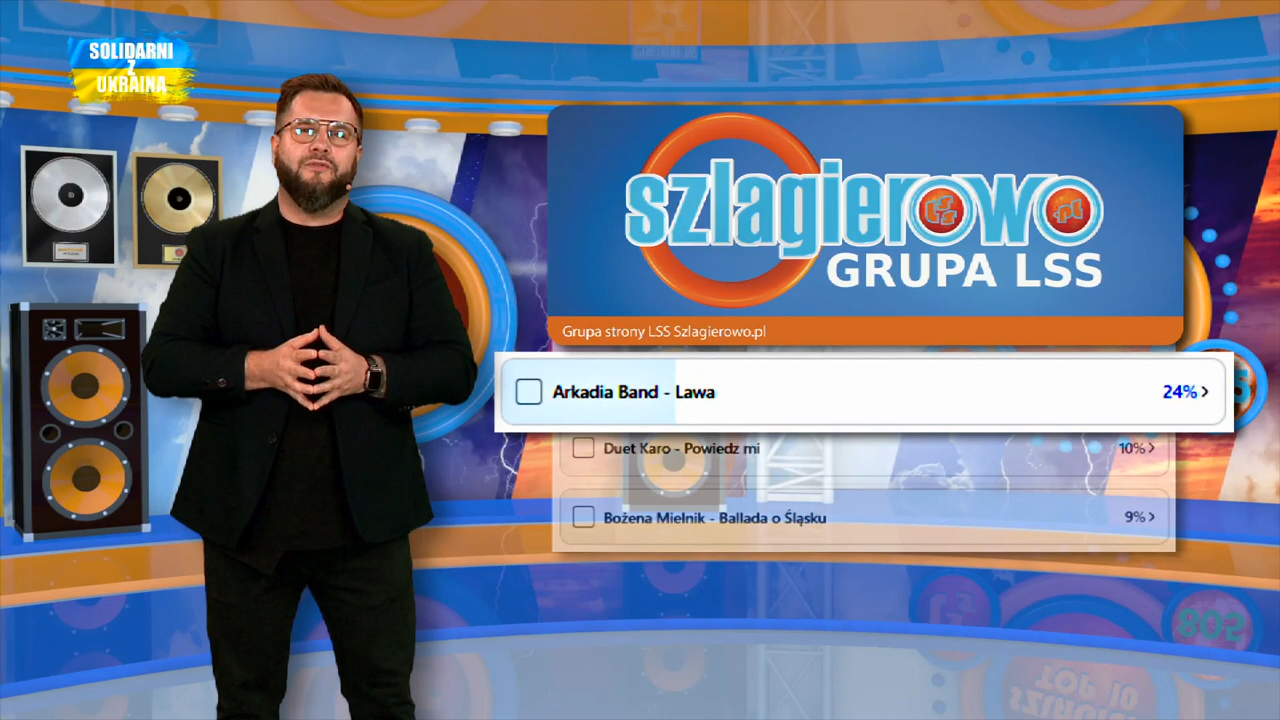 SOLIDARNI
Z
UKRAINĄ
szlagierowo
.pl
GRUPA LSS
Grupa strony LSS Szlagierowo.pl
Arkadia Band - Lawa
24%
Duet Karo - Powiedz mi
10%
Bożena Mielnik - Ballada o Śląsku
9%